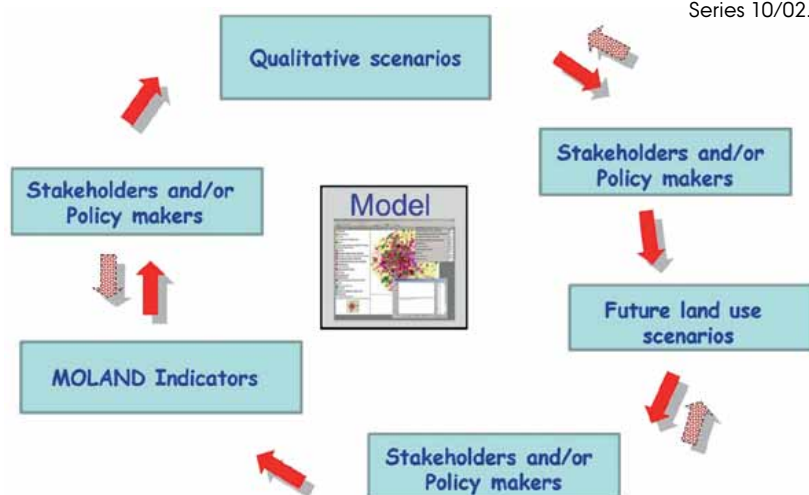 Series 10/02.
Qualitative scenarios
Stakeholders and/or
Policy makers
Stakeholders and/or
Policy makers
Model
Future land use
scenarios
MOLAND Indicators
Stakeholders and/or
Policy makers